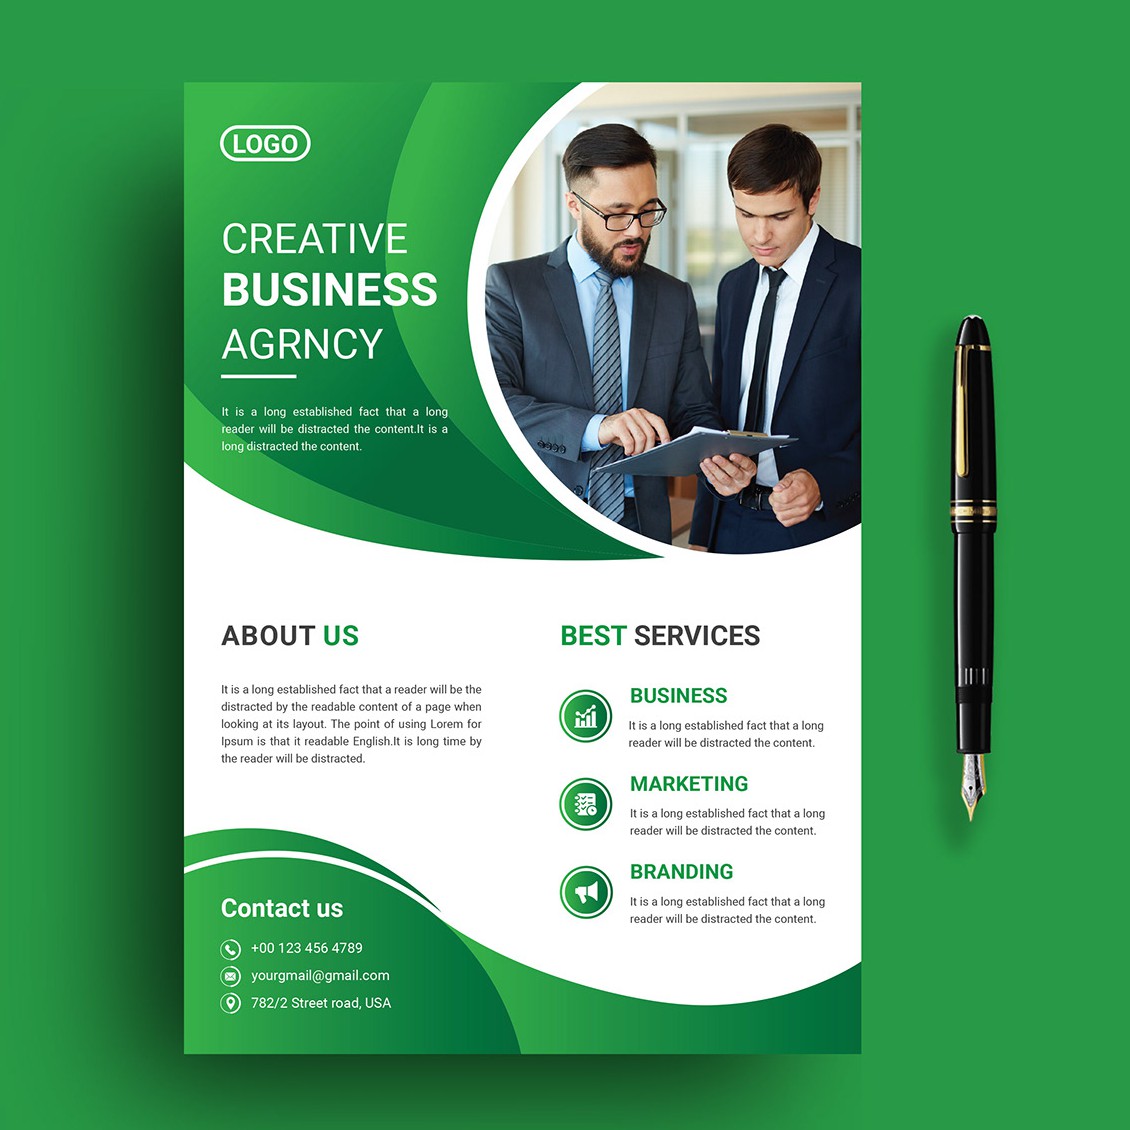 LOGO
CREATIVE
BUSINESS
AGRNCY
It is a long established fact that a long
reader will be distracted the content.It is a
long distracted the content.
ABOUT US
It is a long established fact that a reader will be the
distracted by the readable content of a page when
looking at its layout. The point of using Lorem for
Ipsum is that it readable English.It is long time by
the reader will be distracted.
BEST SERVICES
BUSINESS
It is a long established fact that a long
reader will be distracted the content.
MARKETING
It is a long established fact that a long
reader will be distracted the content.
BRANDING
It is a long established fact that a long
reader will be distracted the content.
Contact us
+00 123 456 4789
yourgmail@gmail.com
782/2 Street road, USA